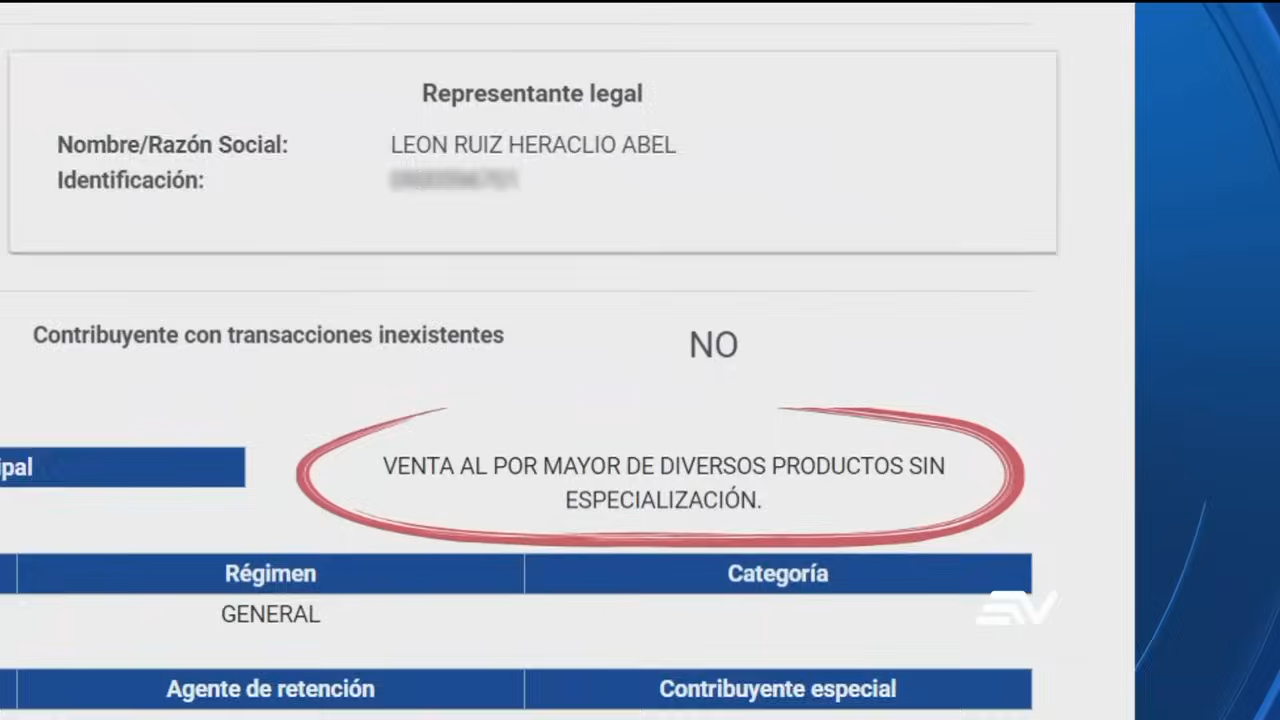 Representante legal
Nombre/Razón Social: LEON RUIZ HERACLIO ABEL
Identificación:
Contribuyente con transacciones inexistentes NO
ipal
VENTA AL POR MAYOR DE DIVERSOS PRODUCTOS SIN
ESPECIALIZACIÓN.
Régimen Categoría
GENERAL
Agente de retención Contribuyente especial